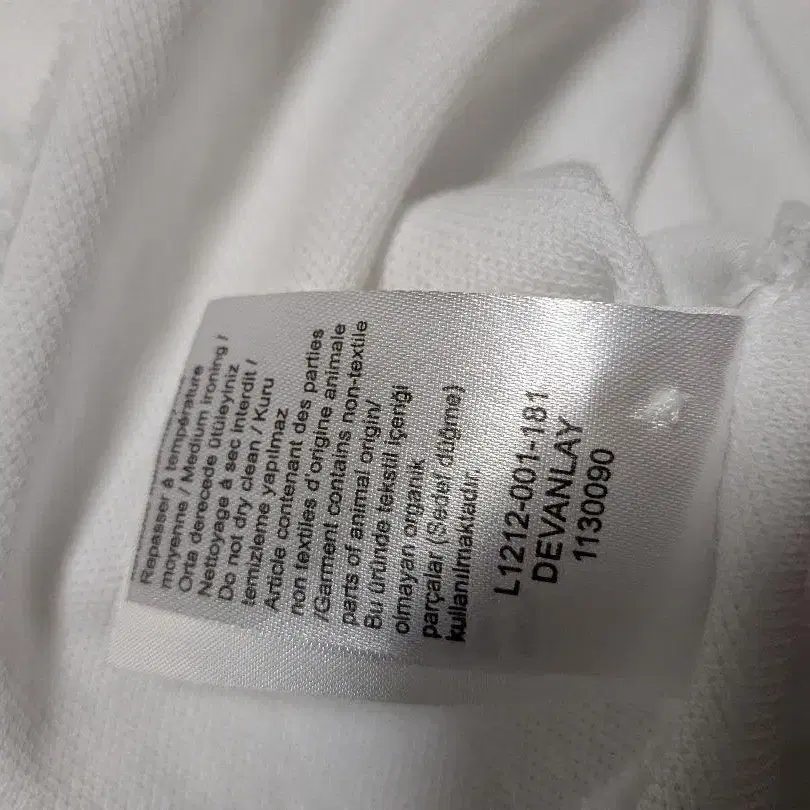 Repasser à température
moyenne / Medium ironing /
Orta derecede ütüleyiniz
Nettoyage à sec interdit /
Do not dry clean / Kuru
temizleme yapılmaz
Article contenant des parties
non textiles d'origine animale
/Garment contains non-textile
parts of animal origin/
Bu üründe tekstil içeriği
olmayan organik
parçalar (Sedef düğme)
kullanılmaktadır.
L1212-001-181
DEVANLAY
1130090